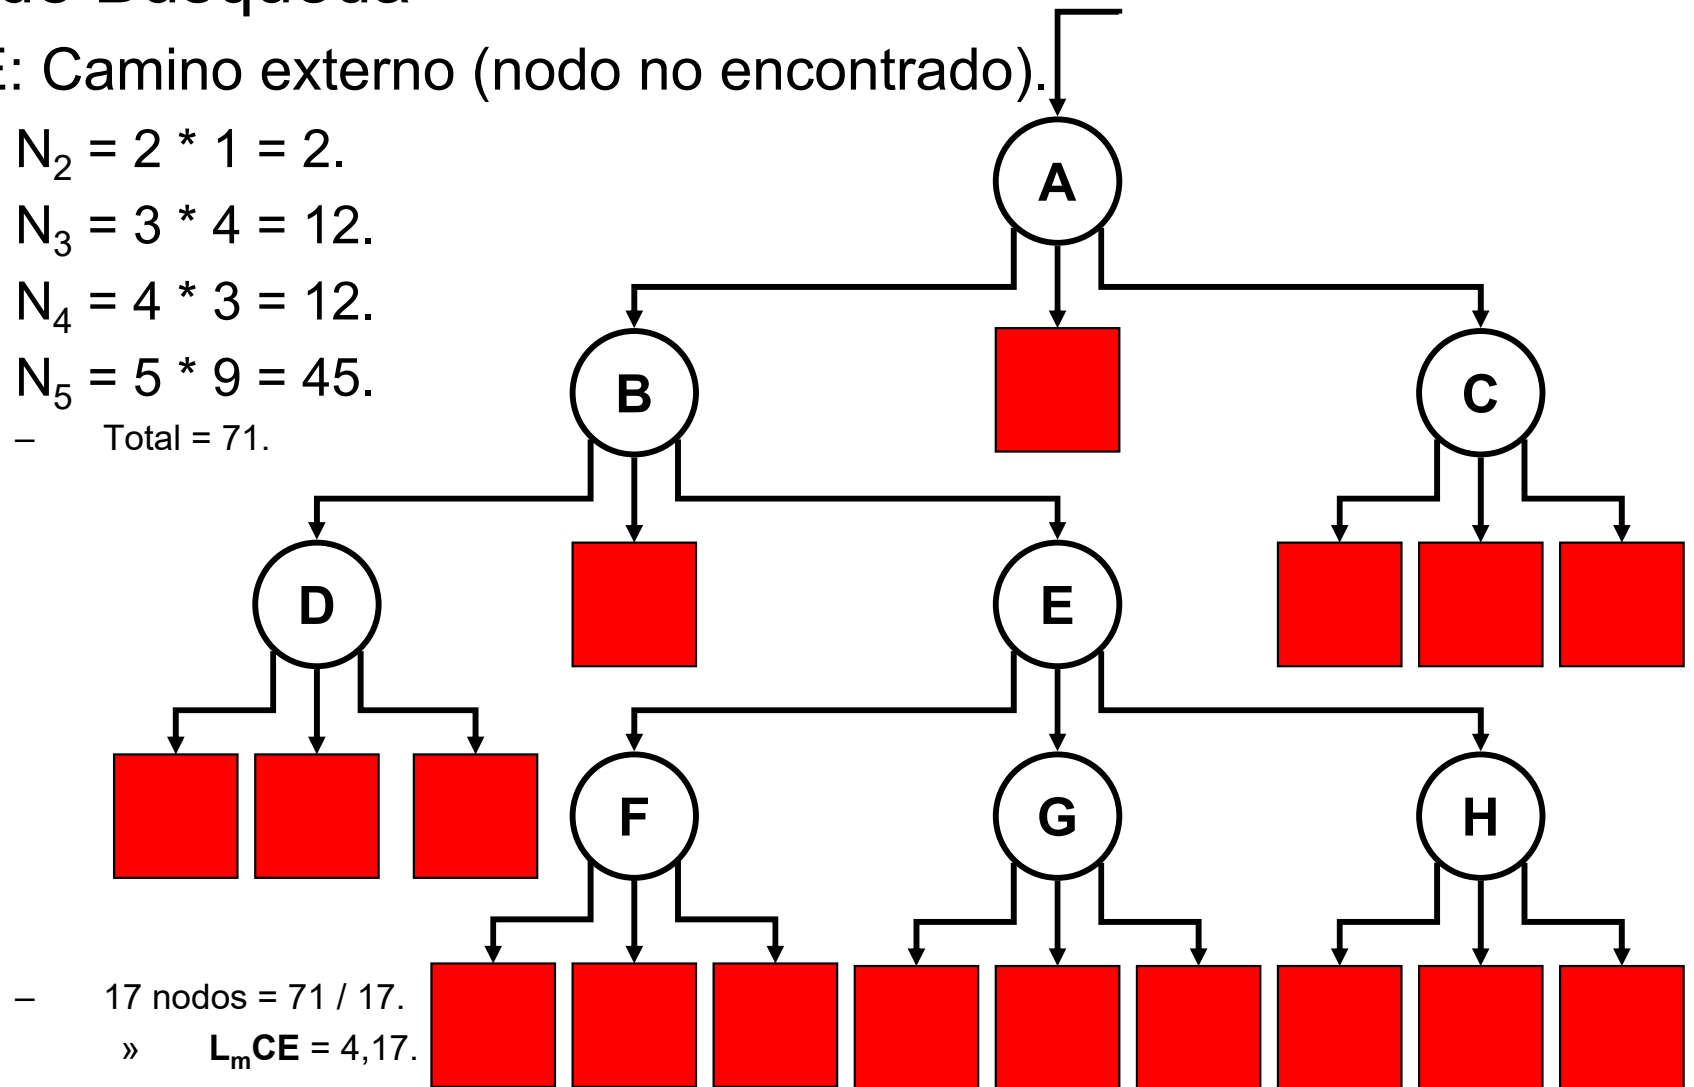 de Búsqueda
E: Camino externo (nodo no encontrado).
N₂ = 2 * 1 = 2.
N₃ = 3 * 4 = 12.
N₄ = 4 * 3 = 12.
N₅ = 5 * 9 = 45.
– Total = 71.
A
B
C
D
E
F
G
H
– 17 nodos = 71 / 17.
» LₘCE = 4,17.